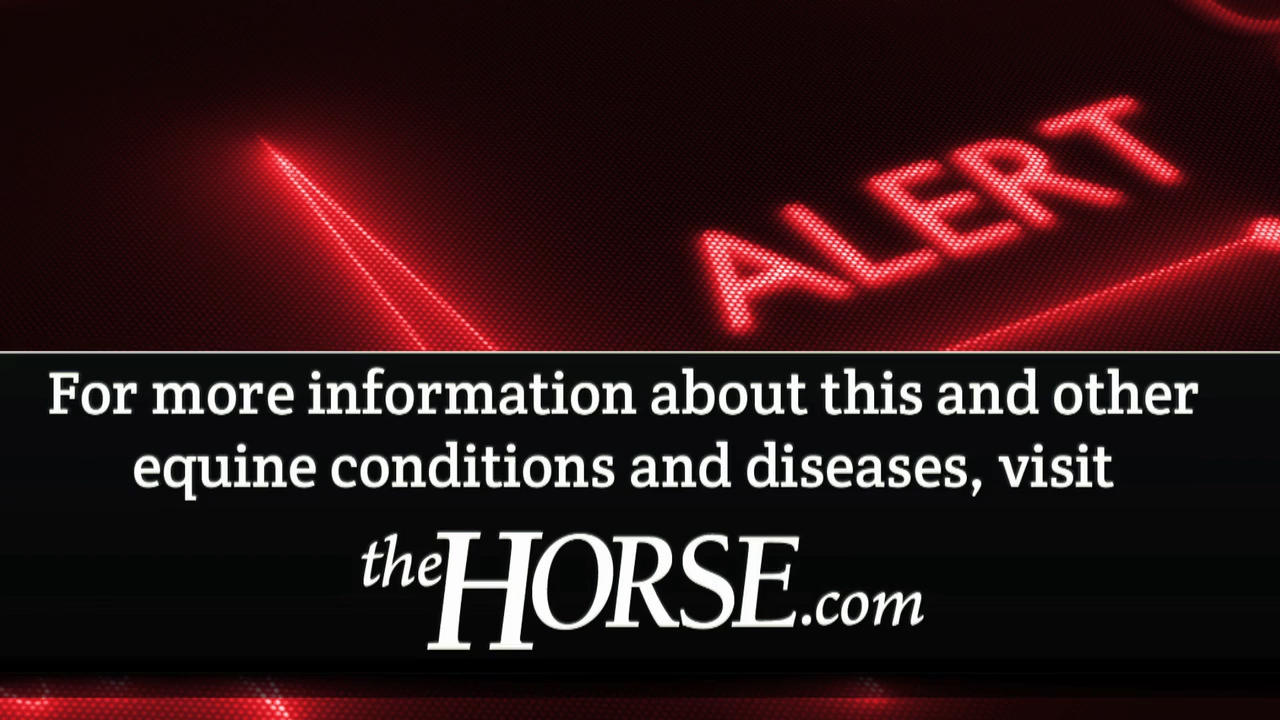 ALERT
For more information about this and other
equine conditions and diseases, visit
theHORSE.com